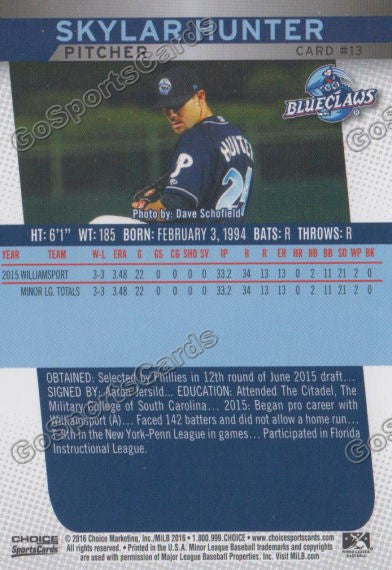 SKYLAR HUNTER
PITCHER
CARD #13
BLUECLAWS
HUNTER
24
Photo by: Dave Schofield
HT: 6'1" WT: 185 BORN: FEBRUARY 3, 1994 BATS: R THROWS: R
YEAR TEAM W-L ERA G GS CG SHO SV IP H R ER HR HB BB SO WP BK
2015 WILLIAMSPORT 3-3 3.48 22 0 0 0 0 33.2 34 13 13 0 2 11 21 2 0
MINOR LG. TOTALS 3-3 3.48 22 0 0 0 0 33.2 34 13 13 0 2 11 21 2 0
OBTAINED: Selected by Phillies in 12th round of June 2015 draft...
SIGNED BY: Aaron Jersild... EDUCATION: Attended The Citadel, The
Military College of South Carolina... 2015: Began pro career with
Williamsport (A)... Faced 142 batters and did not allow a home run...
in the New York-Penn League in games... Participated in Florida
Instructional League.
CHOICE
SportsCards
© 2016 Choice Marketing, Inc./MiLB 2016 • 1.800.999.CHOICE • www.choicesportscards.com
All rights reserved. • Printed in the U.S.A. Minor League Baseball trademarks and copyrights
are used with permission of Major League Baseball Properties, Inc. Visit MiLB.com
MINOR LEAGUE
BASEBALL
GoSportsCards
GoSportsCards
GoSportsCards
GoSportsCards
GoSportsCards